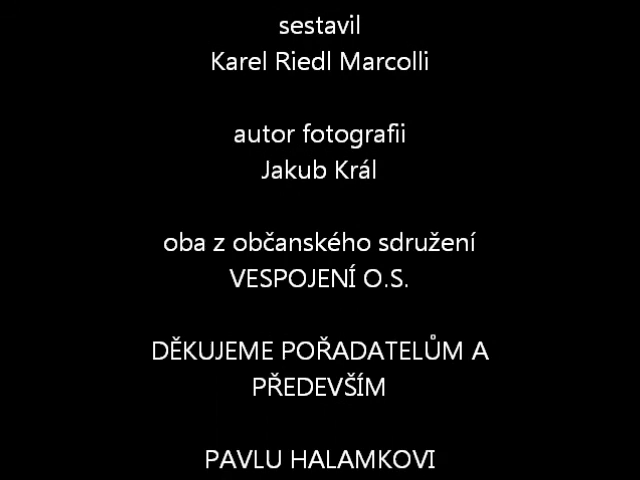 sestavil
Karel Riedl Marcolli
autor fotografii
Jakub Král
oba z občanského sdružení
VESPOJENÍ O.S.
DĚKUJEME POŘADATELŮM A
PŘEDEVŠÍM
PAVLU HALAMKOVI